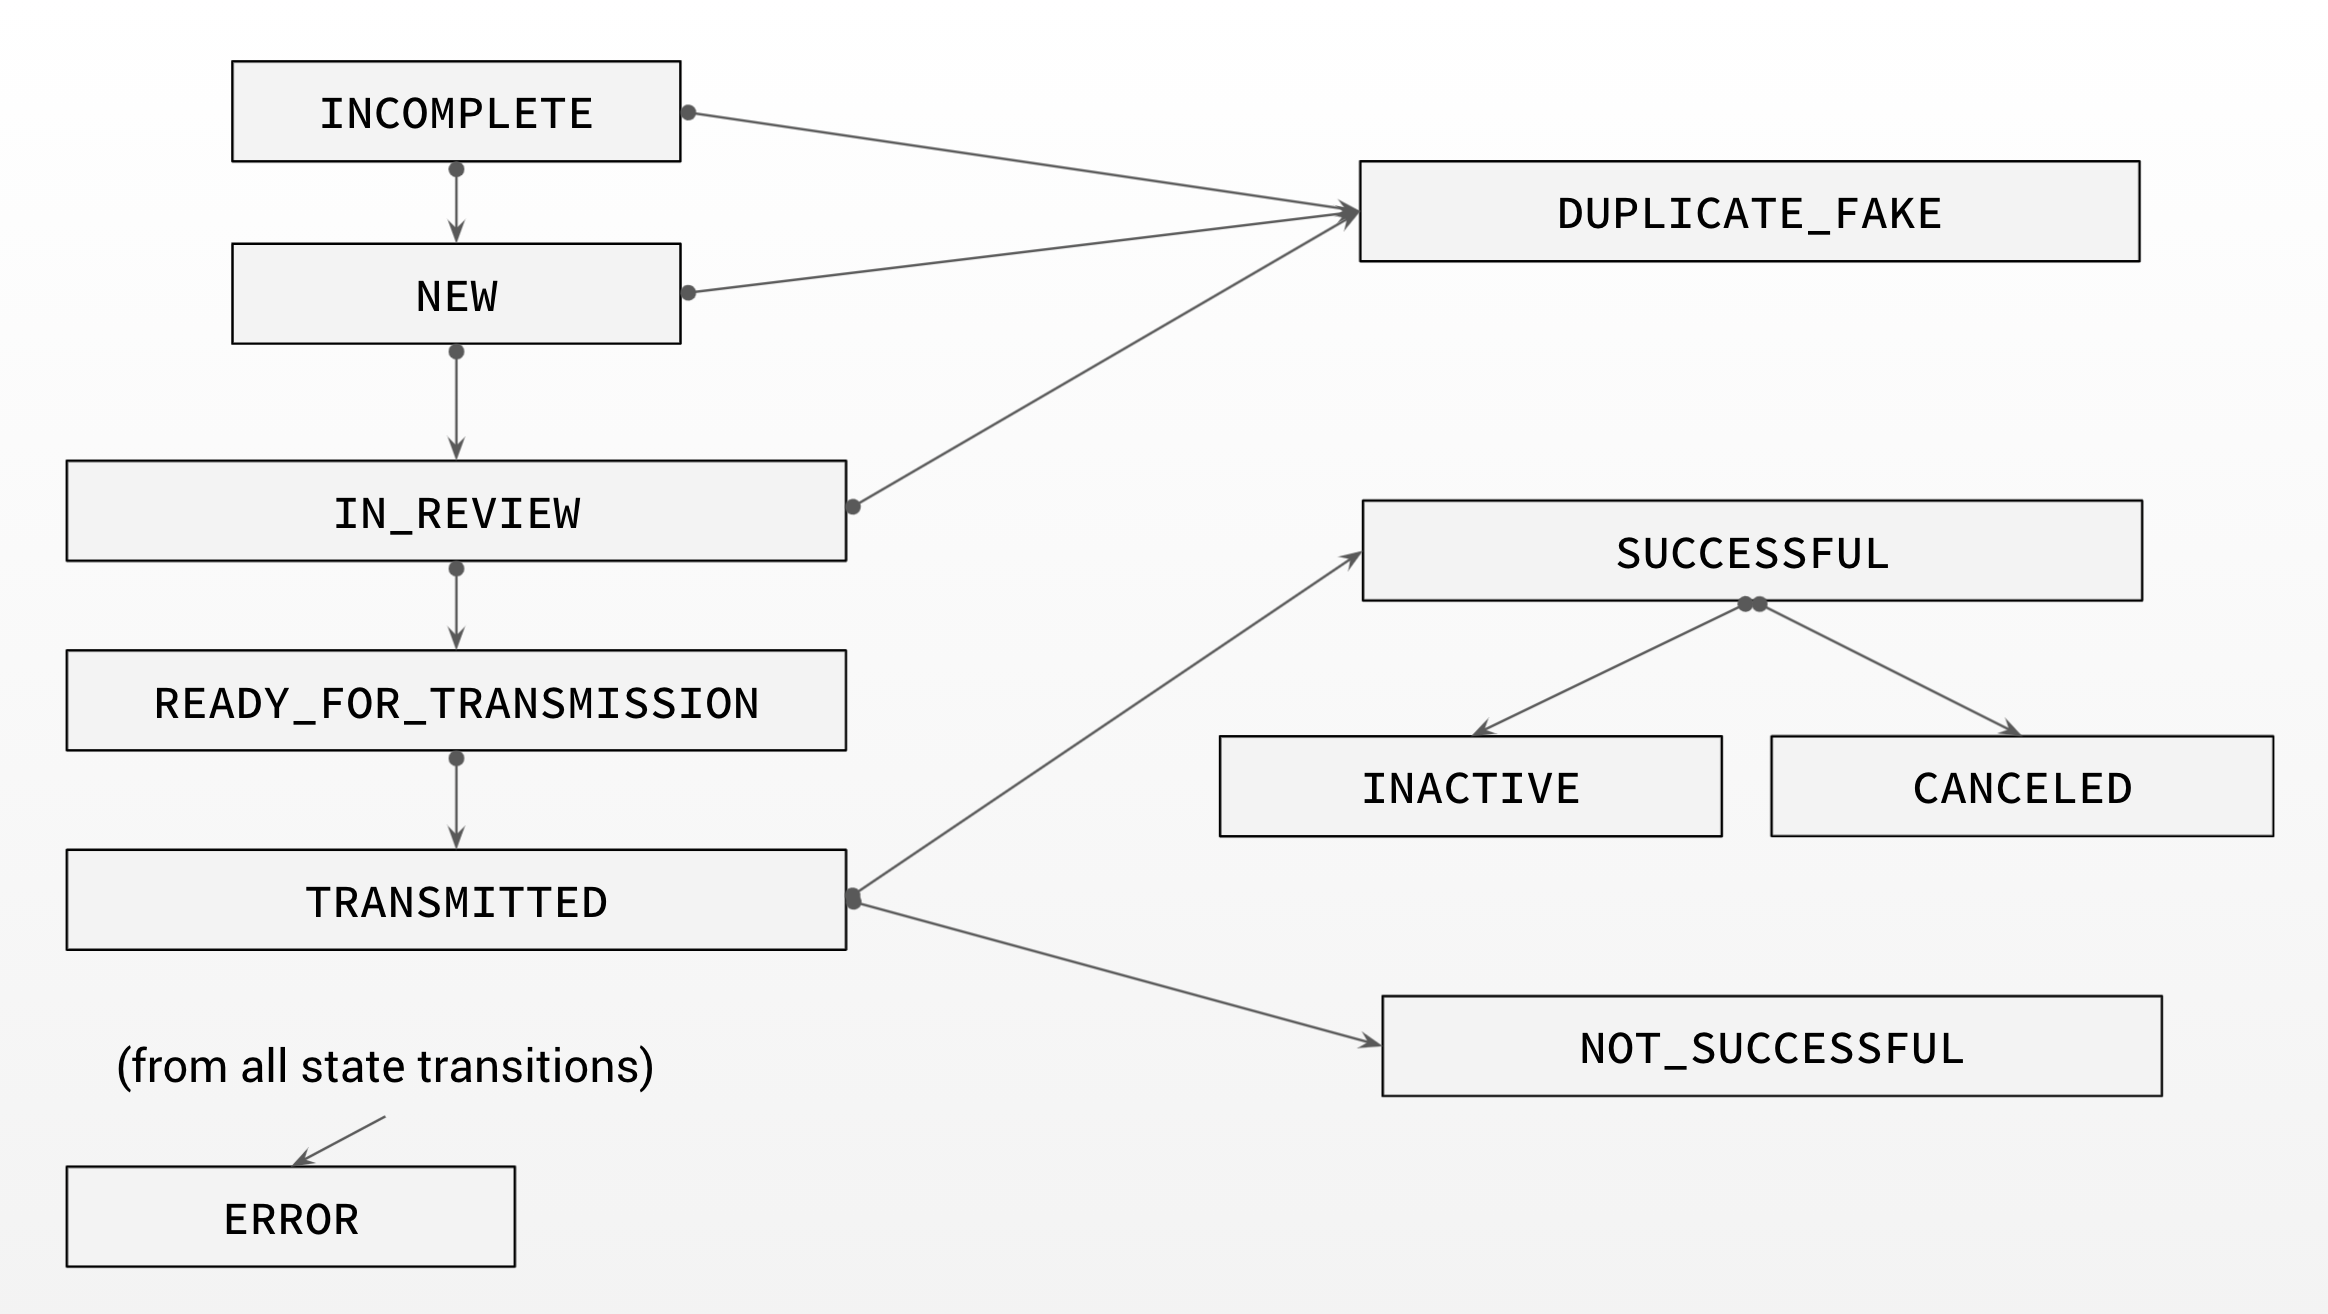 INCOMPLETE
DUPLICATE_FAKE
NEW
IN_REVIEW
SUCCESSFUL
READY_FOR_TRANSMISSION
INACTIVE
CANCELED
TRANSMITTED
NOT_SUCCESSFUL
(from all state transitions)
ERROR